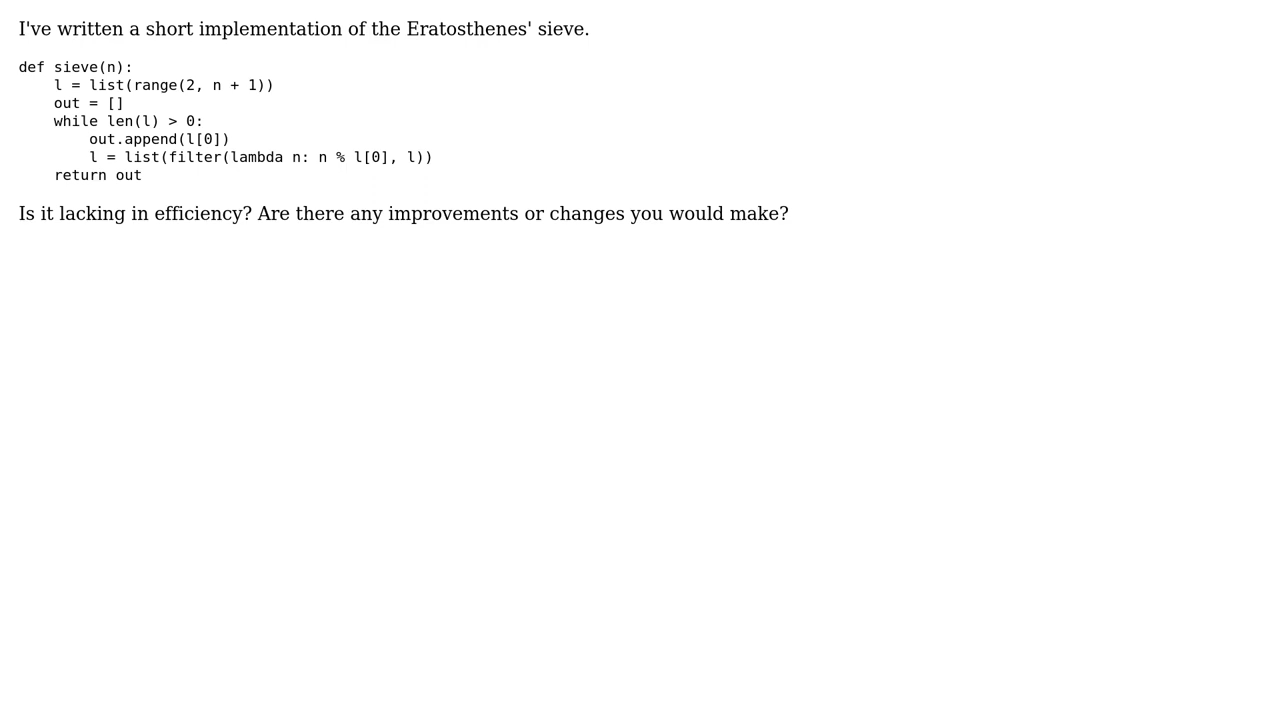 I've written a short implementation of the Eratosthenes' sieve.
def sieve(n):
    l = list(range(2, n + 1))
    out = []
    while len(l) > 0:
        out.append(l[0])
        l = list(filter(lambda n: n % l[0], l))
    return out
Is it lacking in efficiency? Are there any improvements or changes you would make?